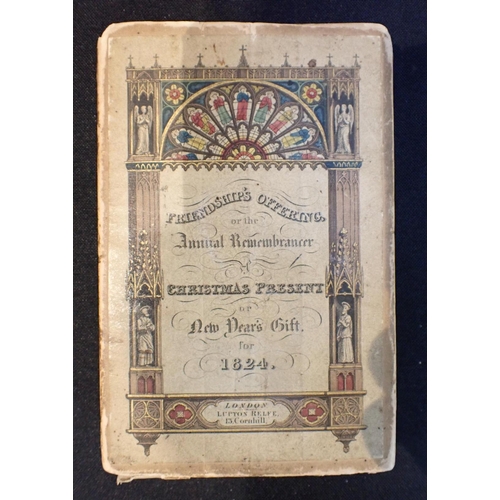 FRIENDSHIP'S OFFERING,
or the
Annual Remembrancer
A
CHRISTMAS PRESENT
or
New Year's Gift,
for
1824.
LONDON
LUPTON RELFE,
13, Cornhill.